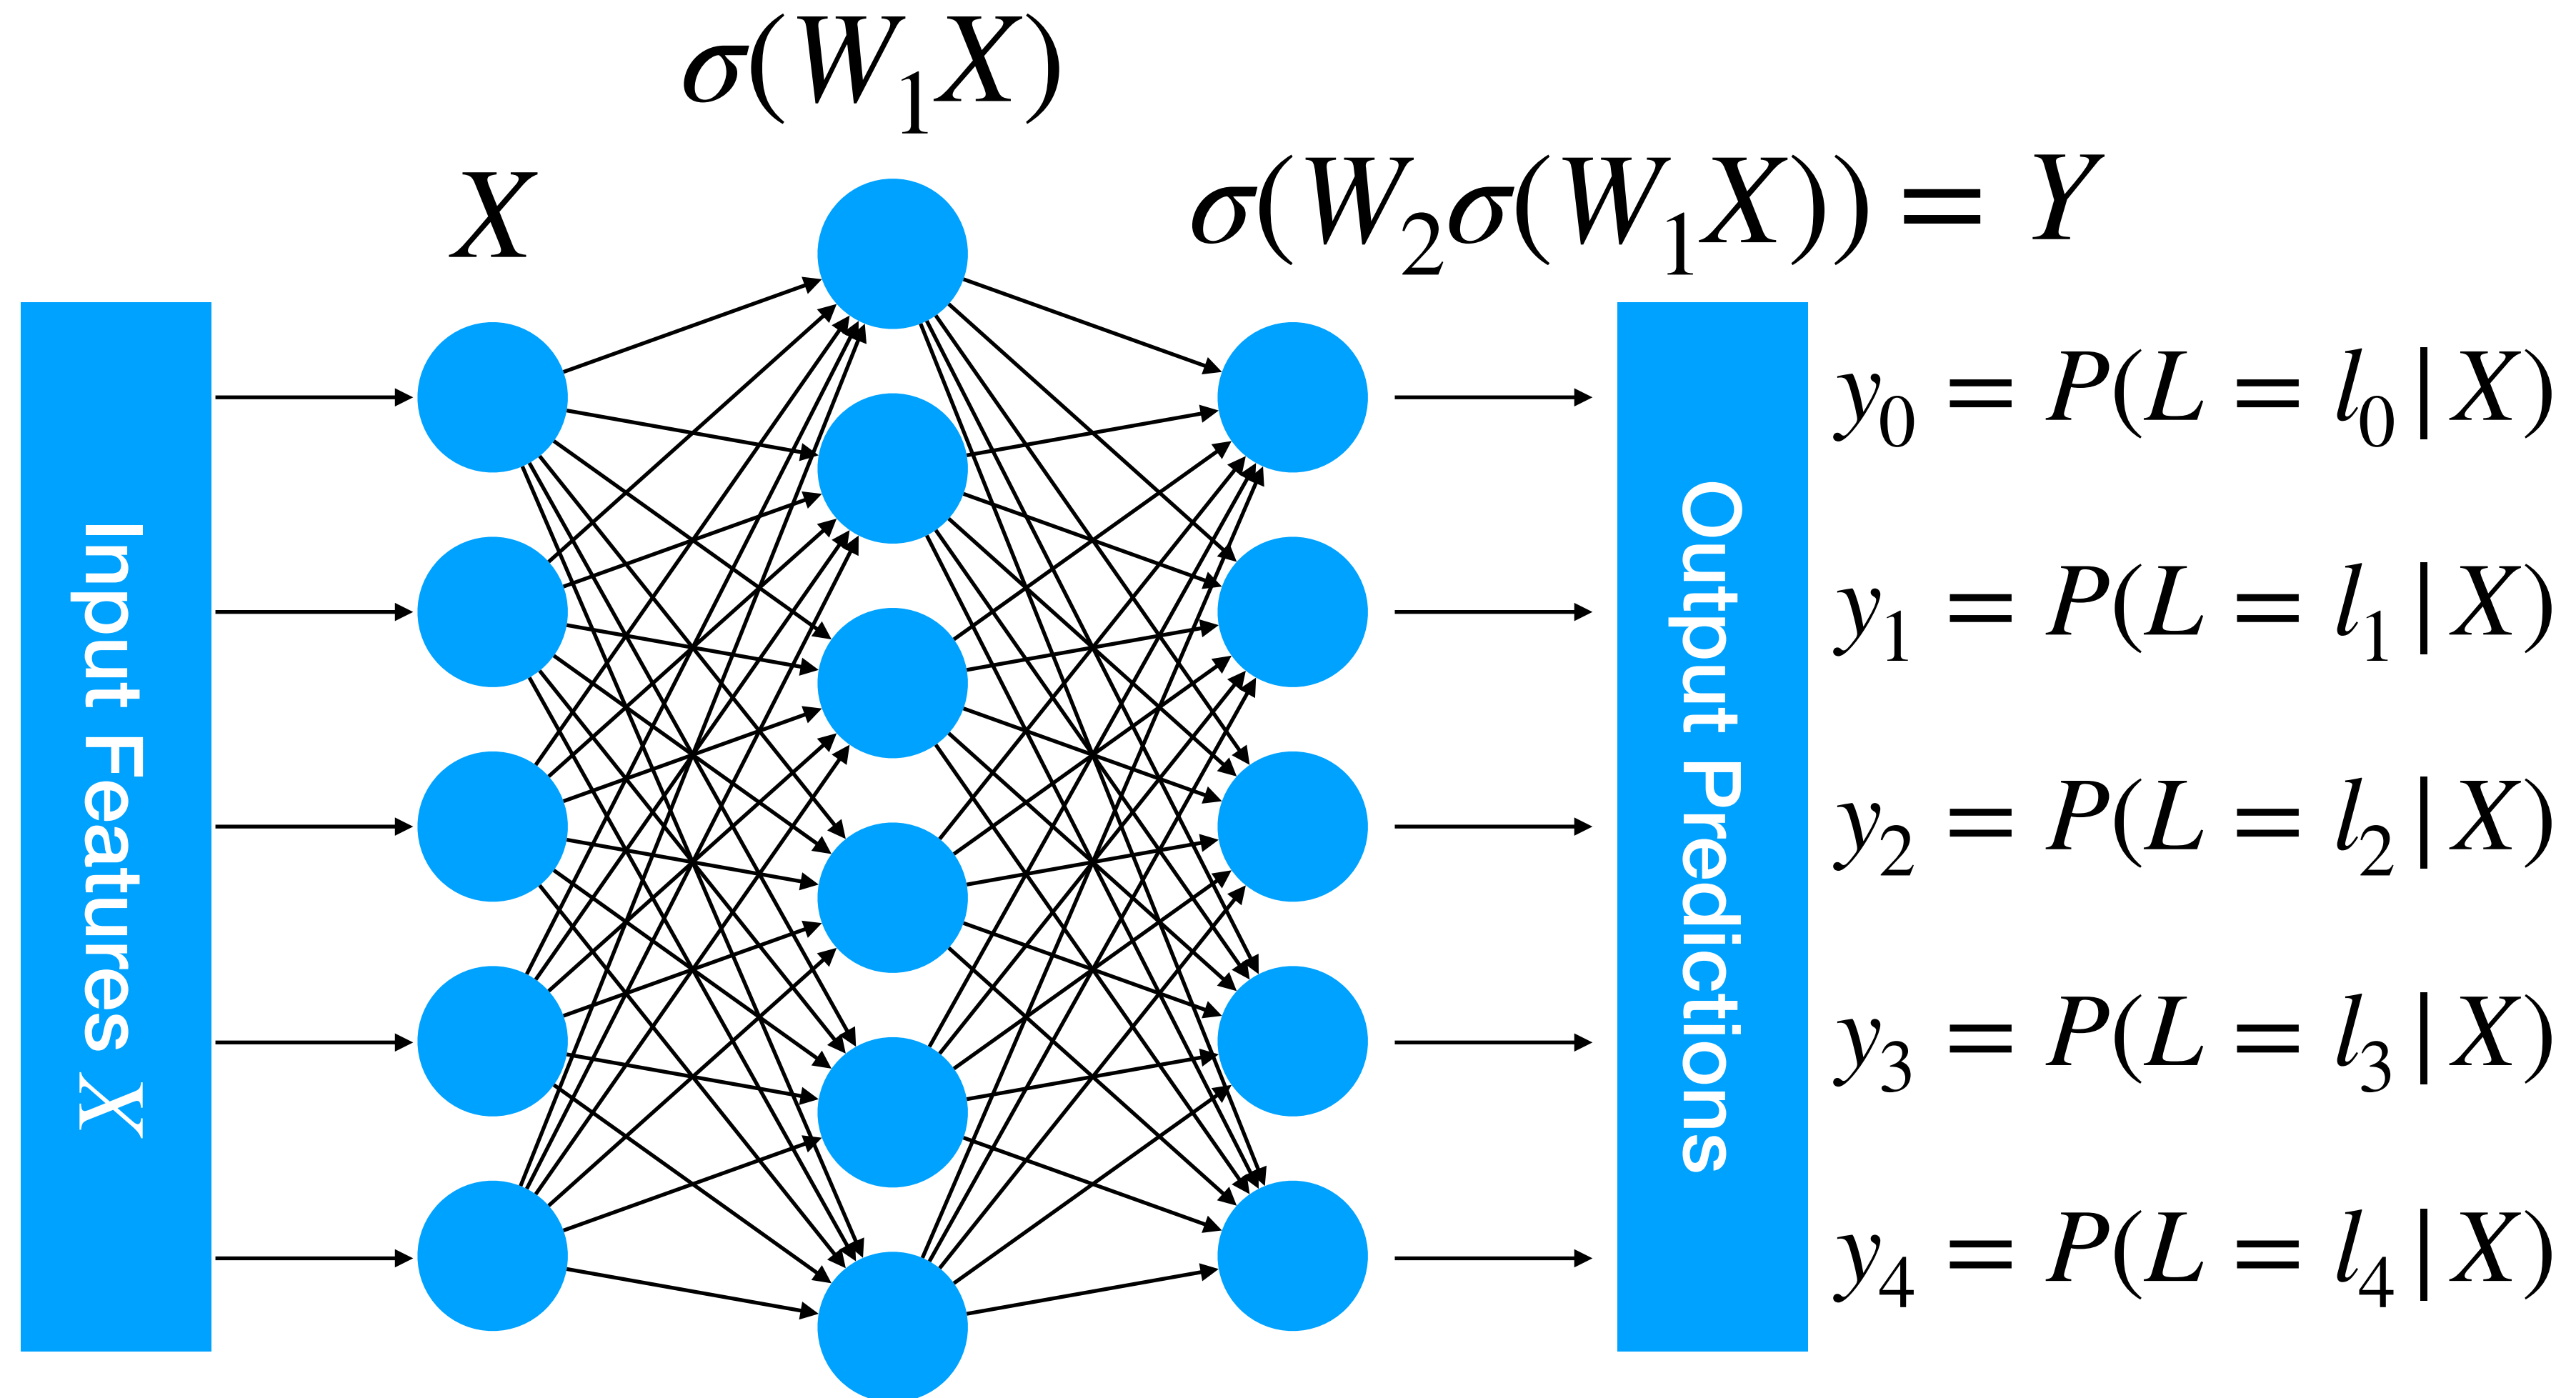 σ(W₁X)
X
σ(W₂σ(W₁X)) = Y
Input Features X
Output Predictions
y₀ = P(L = l₀ | X)
y₁ = P(L = l₁ | X)
y₂ = P(L = l₂ | X)
y₃ = P(L = l₃ | X)
y₄ = P(L = l₄ | X)